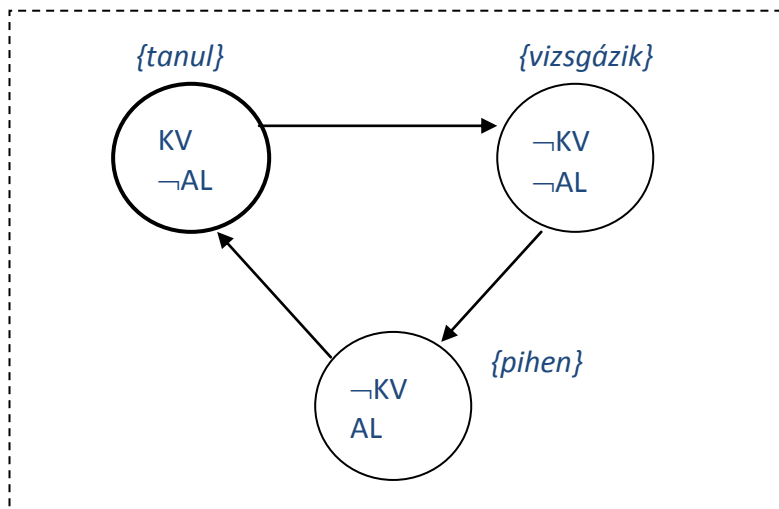 {tanul}
{vizsgázik}
KV
¬AL
¬KV
¬AL
{pihen}
¬KV
AL